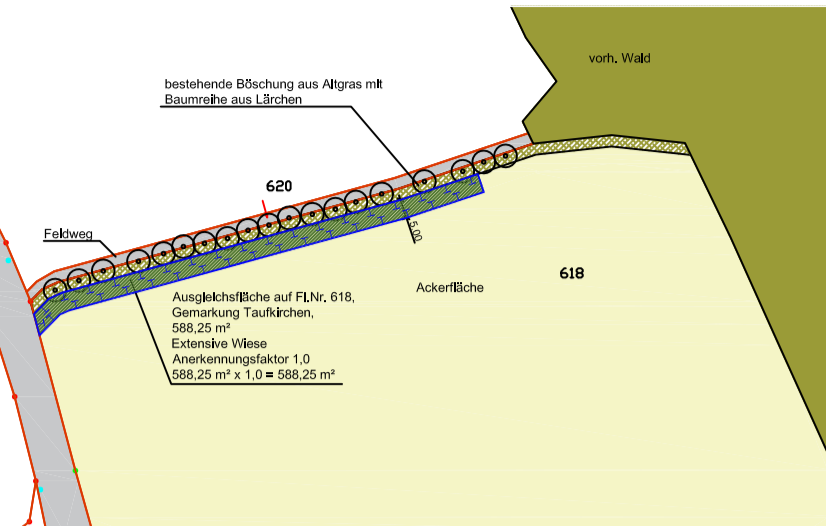 vorh. Wald
bestehende Böschung aus Altgras mit
Baumreihe aus Lärchen
620
Feldweg
5,00
618
Ackerfläche
Ausgleichsfläche auf Fl.Nr. 618,
Gemarkung Taufkirchen,
588,25 m²
Extensive Wiese
Anerkennungsfaktor 1,0
588,25 m² x 1,0 = 588,25 m²